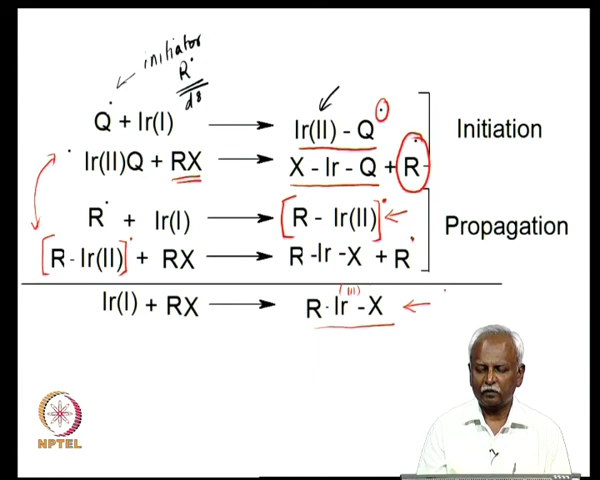 initiator
R•
d8
Q• + Ir(I) → Ir(II) - Q•
Initiation
• Ir(II)Q + RX → X - Ir - Q + R•
R• + Ir(I) → [R - Ir(II)]•
Propagation
[R - Ir(II)]• + RX → R -Ir -X + R•
(III)
Ir(I) + RX → R - Ir -X
NPTEL